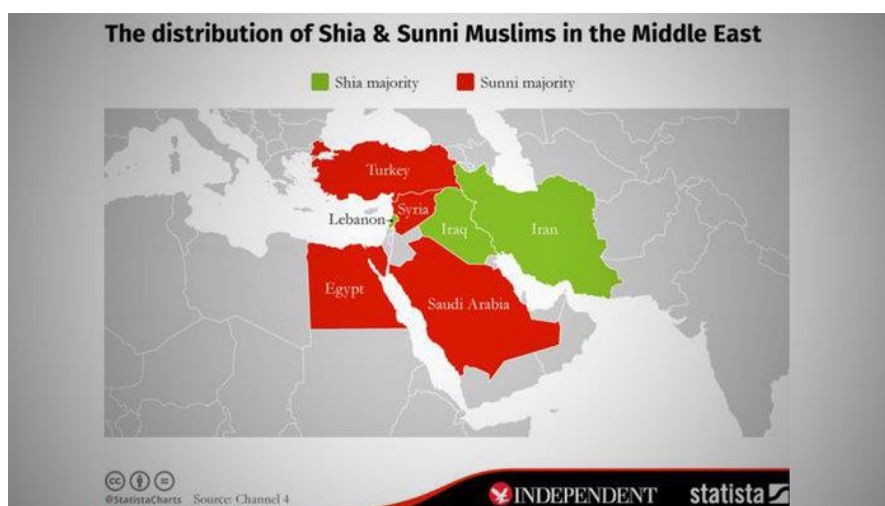 The distribution of Shia & Sunni Muslims in the Middle East
Shia majority
Sunni majority
Turkey
Syria
Lebanon
Iraq
Iran
Egypt
Saudi Arabia
@StatistaCharts Source: Channel 4
INDEPENDENT
statista